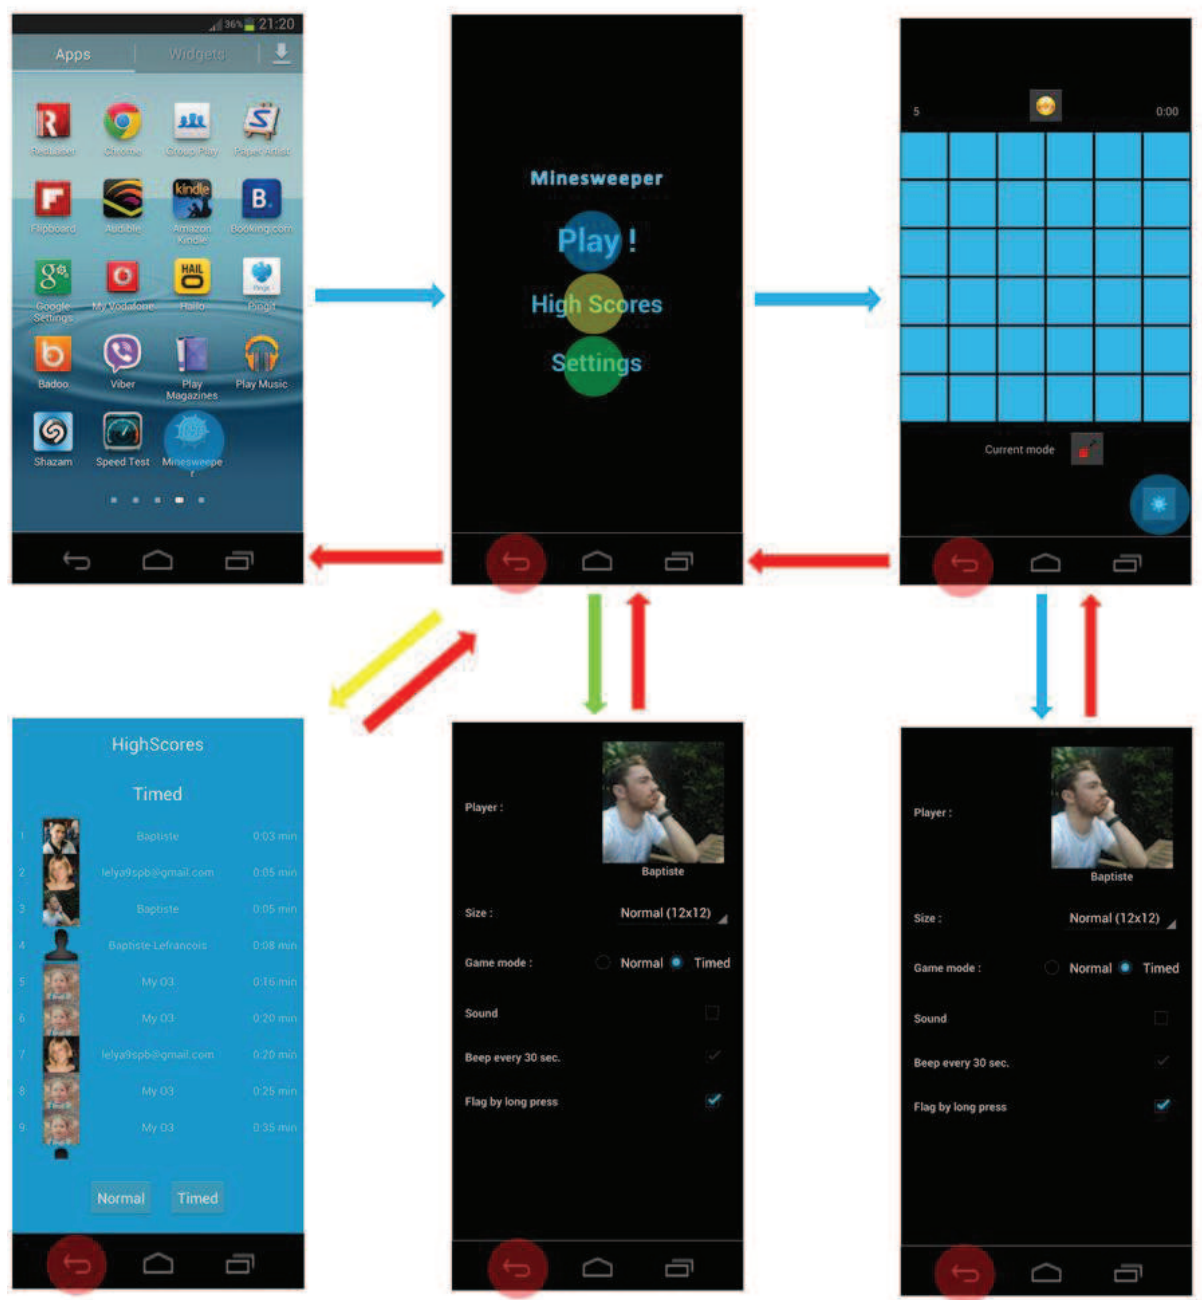 36% 21:20
Apps Widgets
Chrome Group Play Paper Artist
kindle
B.
Flipboard Audible Amazon Kindle Booking.com
HAIL
Google Settings My Vodafone Hailo Pingit
Badoo Viber Play Magazines Play Music
Shazam Speed Test Minesweeper
Minesweeper
Play !
High Scores
Settings
5 0:00
Current mode
HighScores
Timed
1 Baptiste 0:03 min
2 lelya9spb@gmail.com 0:05 min
3 Baptiste 0:05 min
4 Baptiste Lefrancois 0:08 min
5 My O3 0:16 min
6 My O3 0:20 min
7 lelya9spb@gmail.com 0:20 min
8 My O3 0:25 min
9 My O3 0:35 min
Normal Timed
Player :
Baptiste
Size : Normal (12x12)
Game mode : Normal Timed
Sound
Beep every 30 sec.
Flag by long press
Player :
Baptiste
Size : Normal (12x12)
Game mode : Normal Timed
Sound
Beep every 30 sec.
Flag by long press